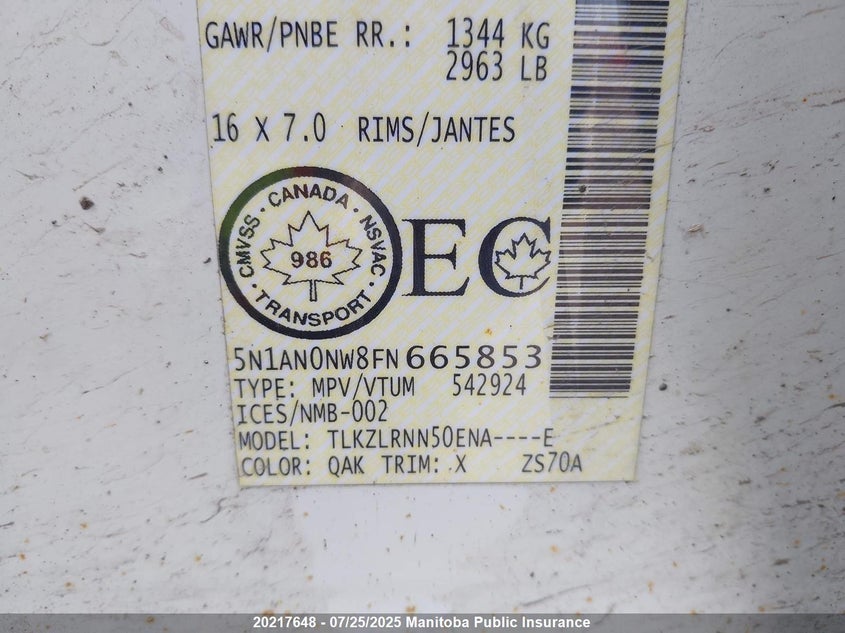 GAWR/PNBE RR.: 1344 KG
2963 LB
16 X 7.0 RIMS/JANTES
CMVSS · CANADA · NSVAC · TRANSPORT ·
986
EC
5N1AN0NW8FN665853
TYPE: MPV/VTUM 542924
ICES/NMB-002
MODEL: TLKZLRNN50ENA----E
COLOR: QAK TRIM: X ZS70A
20217648 - 07/25/2025 Manitoba Public Insurance